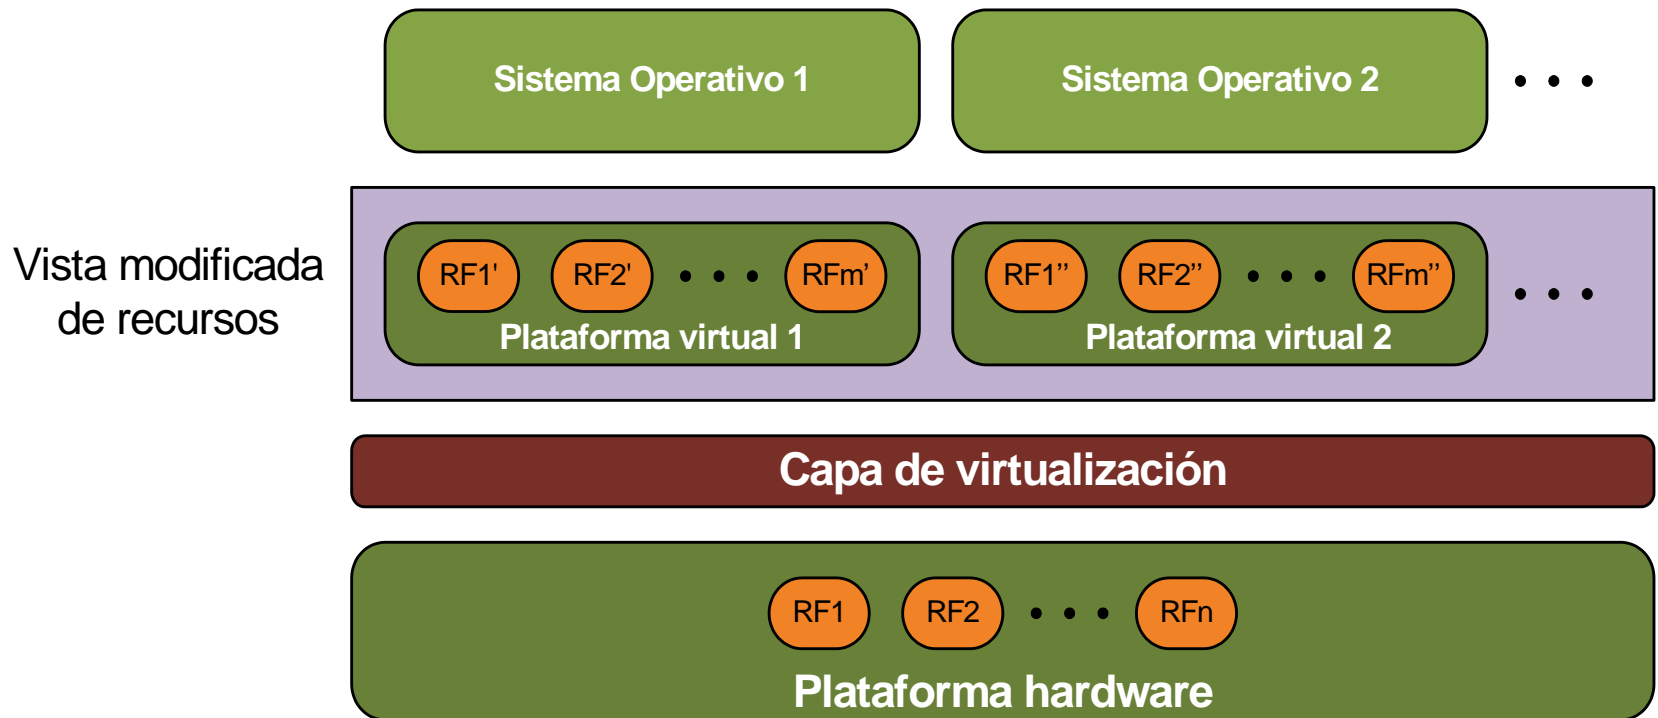 Sistema Operativo 1
Sistema Operativo 2
• • •
Vista modificada
de recursos
RF1' RF2' • • • RFm’
Plataforma virtual 1
RF1’’ RF2’’ • • • RFm’’
Plataforma virtual 2
• • •
Capa de virtualización
RF1 RF2 • • • RFn
Plataforma hardware